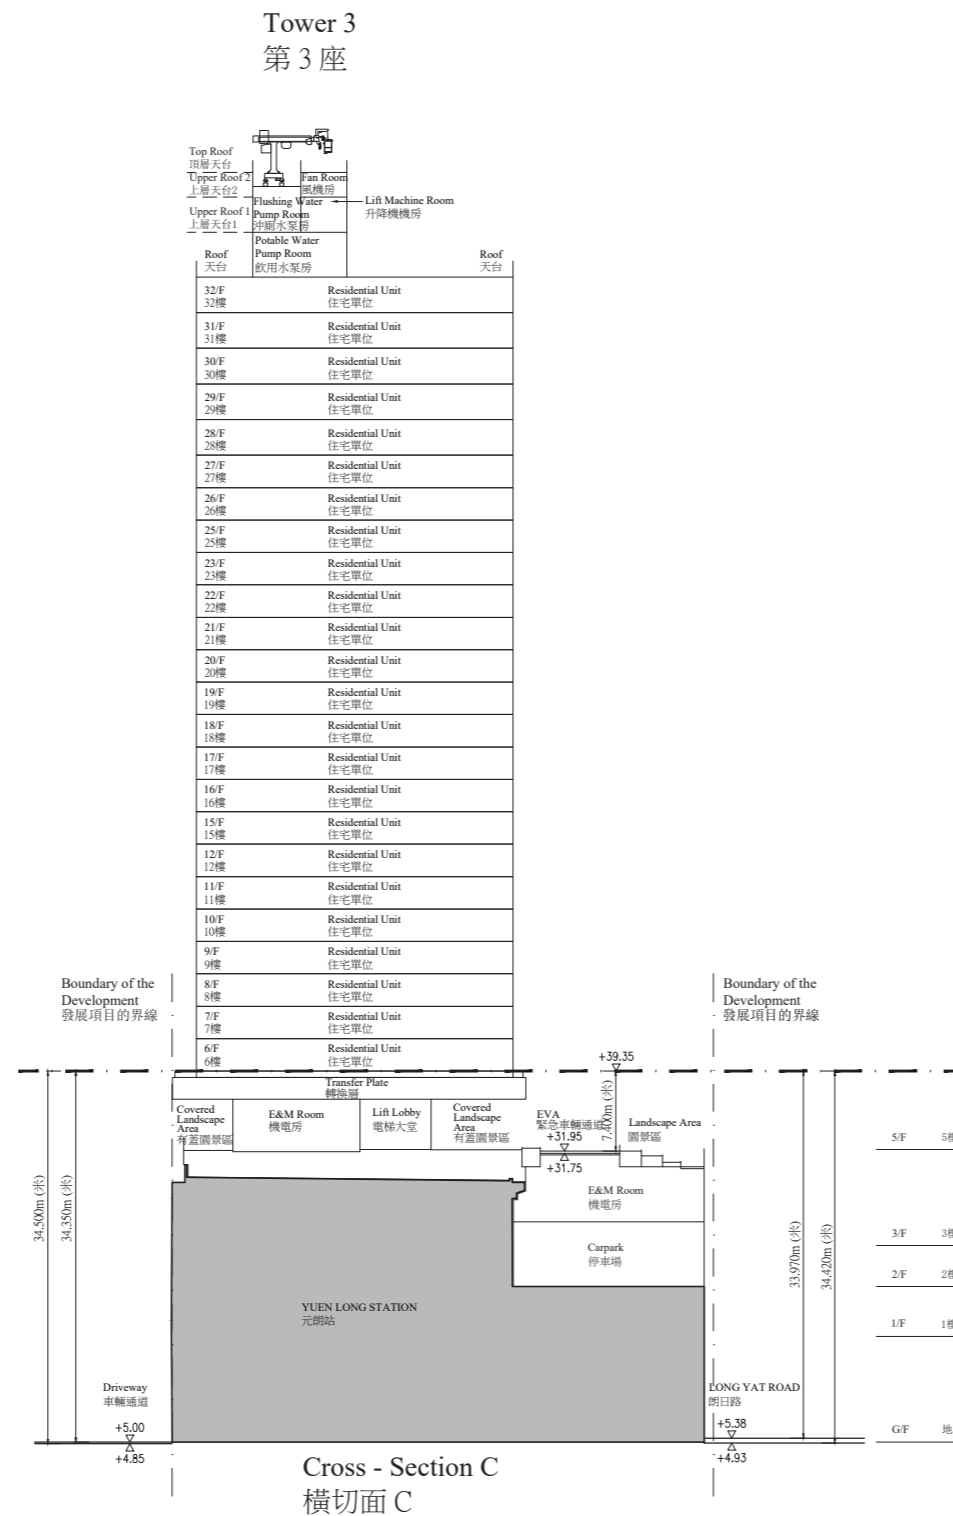 Tower 3
第 3 座
Top Roof
頂層天台
Upper Roof 2
上層天台2
Fan Room
風機房
Upper Roof 1
上層天台1
Flushing Water
Pump Room
沖廁水泵房
Lift Machine Room
升降機機房
Potable Water
Pump Room
飲用水泵房
Roof
天台
Roof
天台
32/F Residential Unit
32樓 住宅單位
31/F Residential Unit
31樓 住宅單位
30/F Residential Unit
30樓 住宅單位
29/F Residential Unit
29樓 住宅單位
28/F Residential Unit
28樓 住宅單位
27/F Residential Unit
27樓 住宅單位
26/F Residential Unit
26樓 住宅單位
25/F Residential Unit
25樓 住宅單位
23/F Residential Unit
23樓 住宅單位
22/F Residential Unit
22樓 住宅單位
21/F Residential Unit
21樓 住宅單位
20/F Residential Unit
20樓 住宅單位
19/F Residential Unit
19樓 住宅單位
18/F Residential Unit
18樓 住宅單位
17/F Residential Unit
17樓 住宅單位
16/F Residential Unit
16樓 住宅單位
15/F Residential Unit
15樓 住宅單位
12/F Residential Unit
12樓 住宅單位
11/F Residential Unit
11樓 住宅單位
10/F Residential Unit
10樓 住宅單位
9/F Residential Unit
9樓 住宅單位
8/F Residential Unit
8樓 住宅單位
7/F Residential Unit
7樓 住宅單位
6/F Residential Unit
6樓 住宅單位
Boundary of the
Development
發展項目的界線
Boundary of the
Development
發展項目的界線
+39.35
Transfer Plate
轉換層
Covered
Landscape
Area
有蓋園景區
E&M Room
機電房
Lift Lobby
電梯大堂
Covered
Landscape
Area
有蓋園景區
EVA
緊急車輛通道
+31.95
+31.75
7.400m (米)
Landscape Area
園景區
5/F 5樓
E&M Room
機電房
34.500m (米)
34.350m (米)
33.970m (米)
34.420m (米)
3/F 3樓
Carpark
停車場
2/F 2樓
YUEN LONG STATION
元朗站
1/F 1樓
Driveway
車輛通道
+5.00
+4.85
LONG YAT ROAD
朗日路
+5.38
+4.93
G/F 地
Cross - Section C
橫切面 C